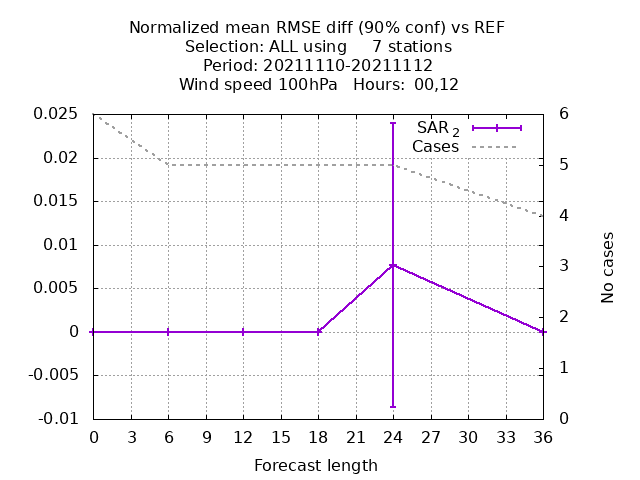 Normalized mean RMSE diff (90% conf) vs REF
Selection: ALL using 7 stations
Period: 20211110-20211112
Wind speed 100hPa Hours: 00,12
0.025
0.02
0.015
0.01
0.005
0
-0.005
-0.01
SAR 2
Cases
6
5
4
3
2
1
0
No cases
0 3 6 9 12 15 18 21 24 27 30 33 36
Forecast length